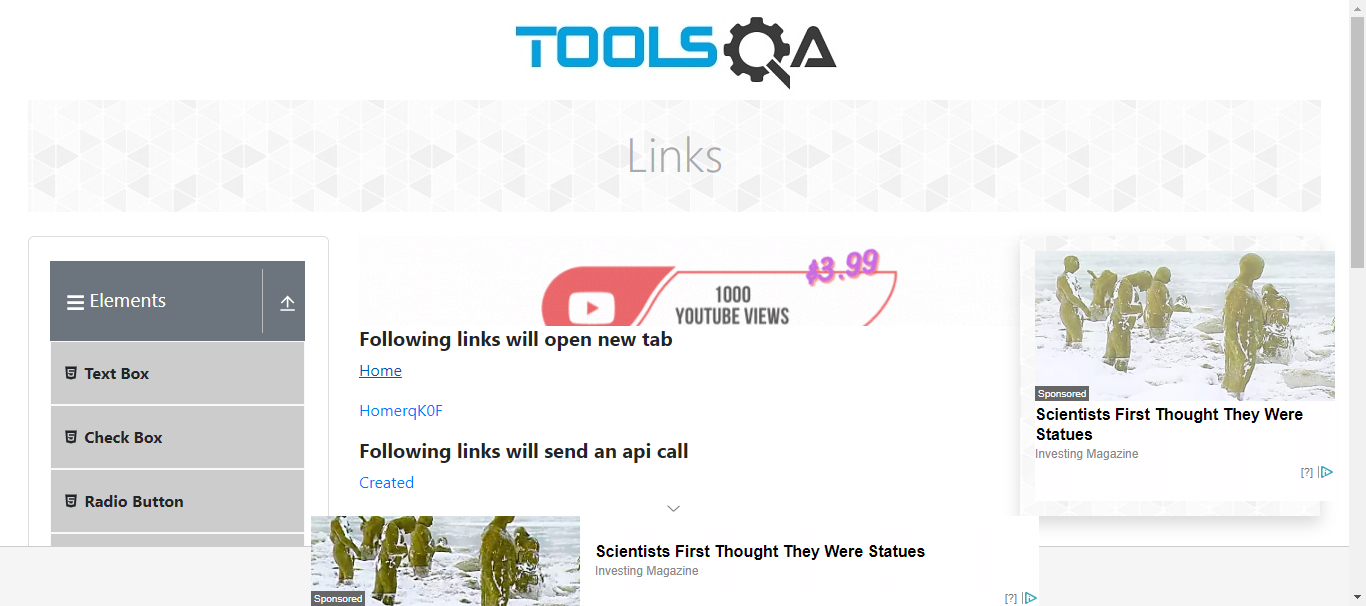 TOOLSQA
Links
Elements
Text Box
Check Box
Radio Button
$3.99
1000
YOUTUBE VIEWS
Following links will open new tab
Home
HomerqK0F
Following links will send an api call
Created
Sponsored
Scientists First Thought They Were
Statues
Investing Magazine
[?]
Sponsored
Scientists First Thought They Were Statues
Investing Magazine
[?]